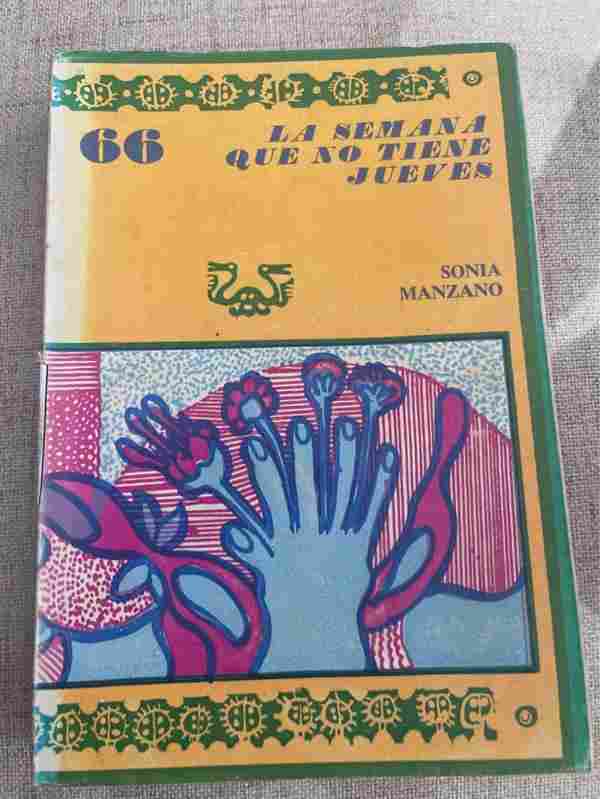 66
LA SEMANA
QUE NO TIENE
JUEVES
SONIA
MANZANO